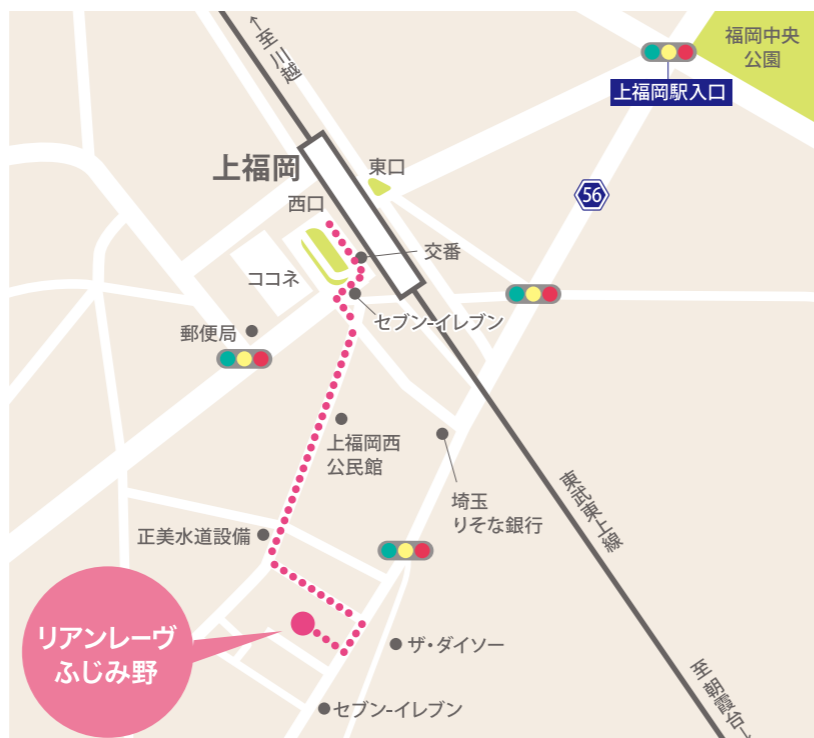 ←至川越
福岡中央
公園
上福岡駅入口
上福岡
東口
西口
56
交番
ココネ
セブン-イレブン
郵便局
上福岡西
公民館
埼玉
りそな銀行
東武東上線
正美水道設備
リアンレーヴ
ふじみ野
ザ・ダイソー
セブン-イレブン
至朝霞台→